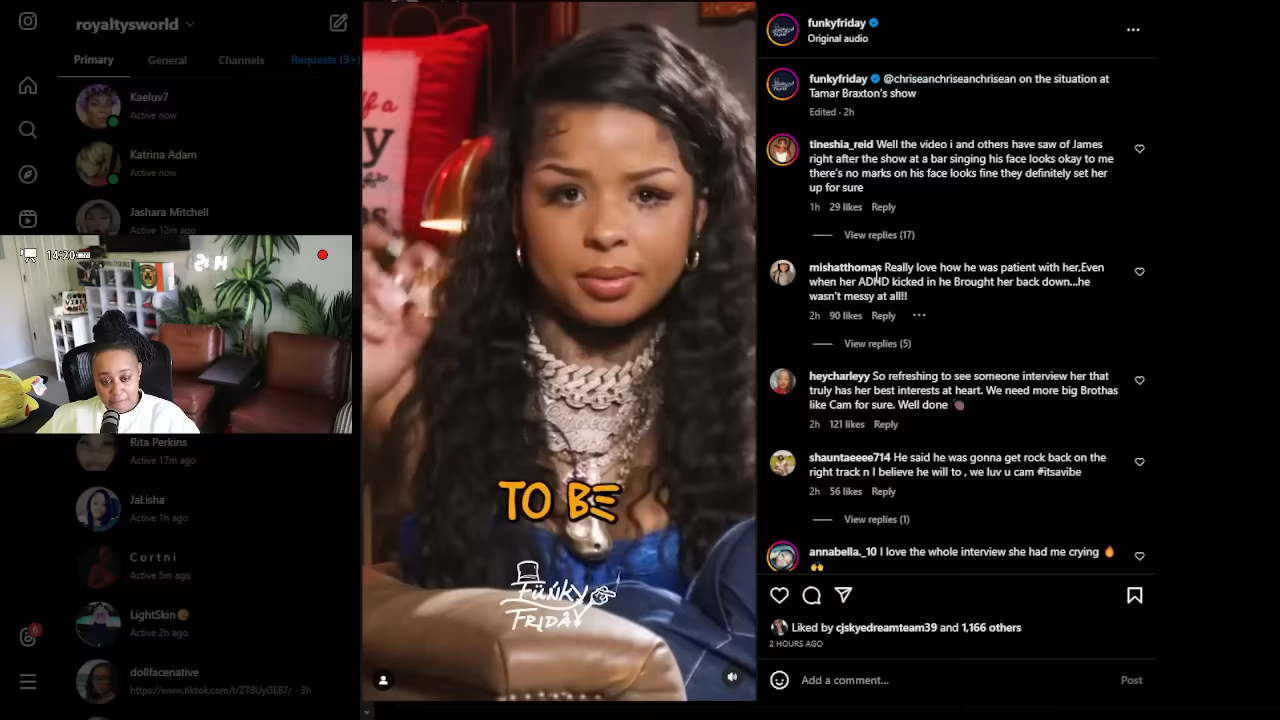 royaltysworld
Primary
General
Channels
Requests (9+)
Kaeluv7
Active now
Katrina Adam
Active now
Jashara Mitchell
Active 12m ago
14:20
Rita Perkins
Active 17m ago
JaLisha
Active 1h ago
Cortni
Active 5m ago
LightSkin
Active 2h ago
6
dollfacenative
https://www.tiktok.com/t/ZT8UyGE87/ · 3h
TO BE
FUNKY
FRIDAY
funkyfriday
Original audio
funkyfriday @chriseanchriseanchrisean on the situation at
Tamar Braxton's show
Edited · 2h
tineshia_reid Well the video i and others have saw of James
right after the show at a bar singing his face looks okay to me
there's no marks on his face looks fine they definitely set her
up for sure
1h 29 likes Reply
View replies (17)
mishatthomas Really love how he was patient with her,Even
when her ADHD kicked in he Brought her back down...he
wasn't messy at all!!
2h 90 likes Reply
View replies (5)
heycharleyy So refreshing to see someone interview her that
truly has her best interests at heart. We need more big Brothas
like Cam for sure. Well done
2h 121 likes Reply
shauntaeeee714 He said he was gonna get rock back on the
right track n I believe he will to , we luv u cam #itsavibe
2h 56 likes Reply
View replies (1)
annabella._10 I love the whole interview she had me crying
Liked by cjskyedreamteam39 and 1,166 others
2 HOURS AGO
Add a comment...
Post